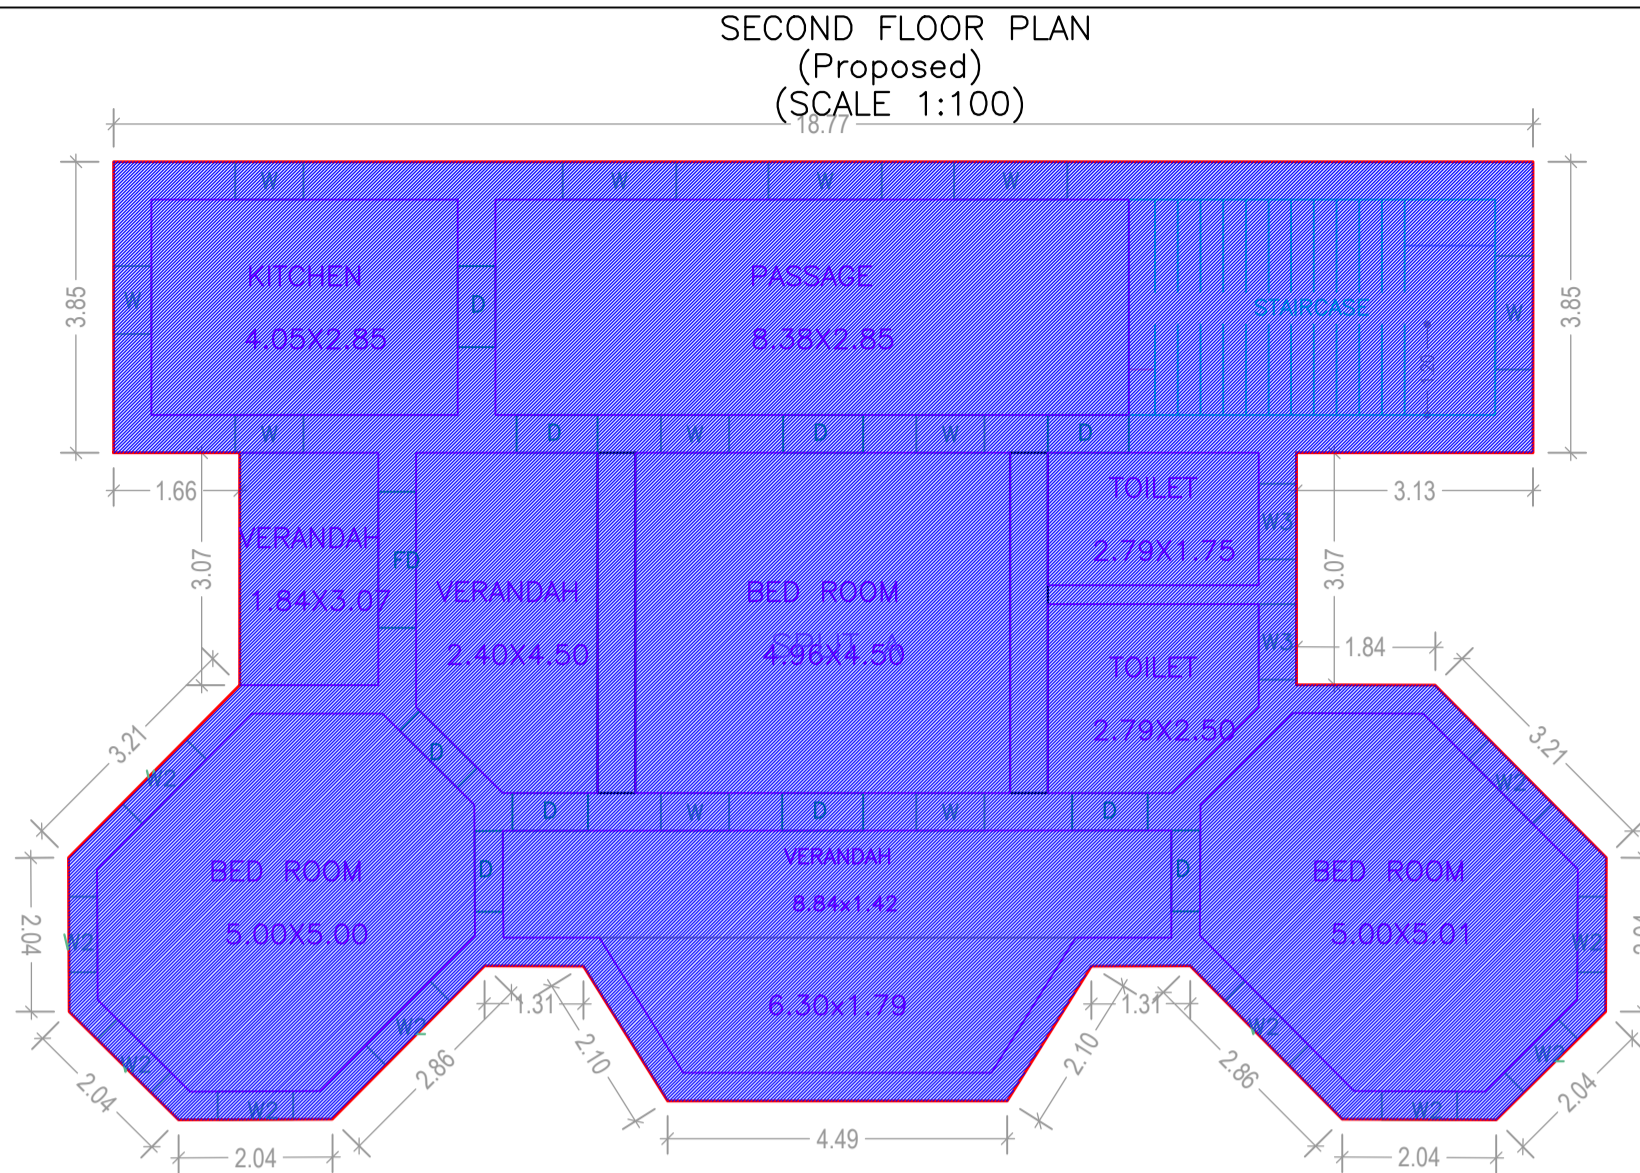 SECOND FLOOR PLAN
(Proposed)
(SCALE 1:100)
18.77
W W W W
3.85 W KITCHEN D PASSAGE STAIRCASE W 3.85
4.05X2.85 8.38X2.85 1.20
W D W D W D
1.66 3.13
TOILET
VERANDAH W3
2.79X1.75
3.07 FD 3.07
1.84X3.07 VERANDAH BED ROOM
SPLIT A W3 1.84
2.40X4.50 4.96X4.50
TOILET
2.79X2.50
3.21 D 3.21
W2 W2
D W D W D
BED ROOM D VERANDAH D BED ROOM
8.84x1.42
2.04 W2 5.00X5.00 5.00X5.01 W2
1.31 6.30x1.79 1.31
W2 W2
W2 2.86 2.10 2.10 2.86 W2
2.04 2.04
W2 W2
4.49
2.04 2.04